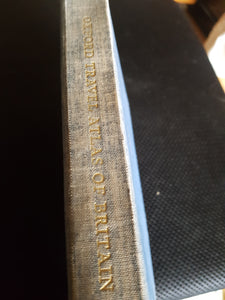 OXFORD TRAVEL ATLAS OF BRITAIN